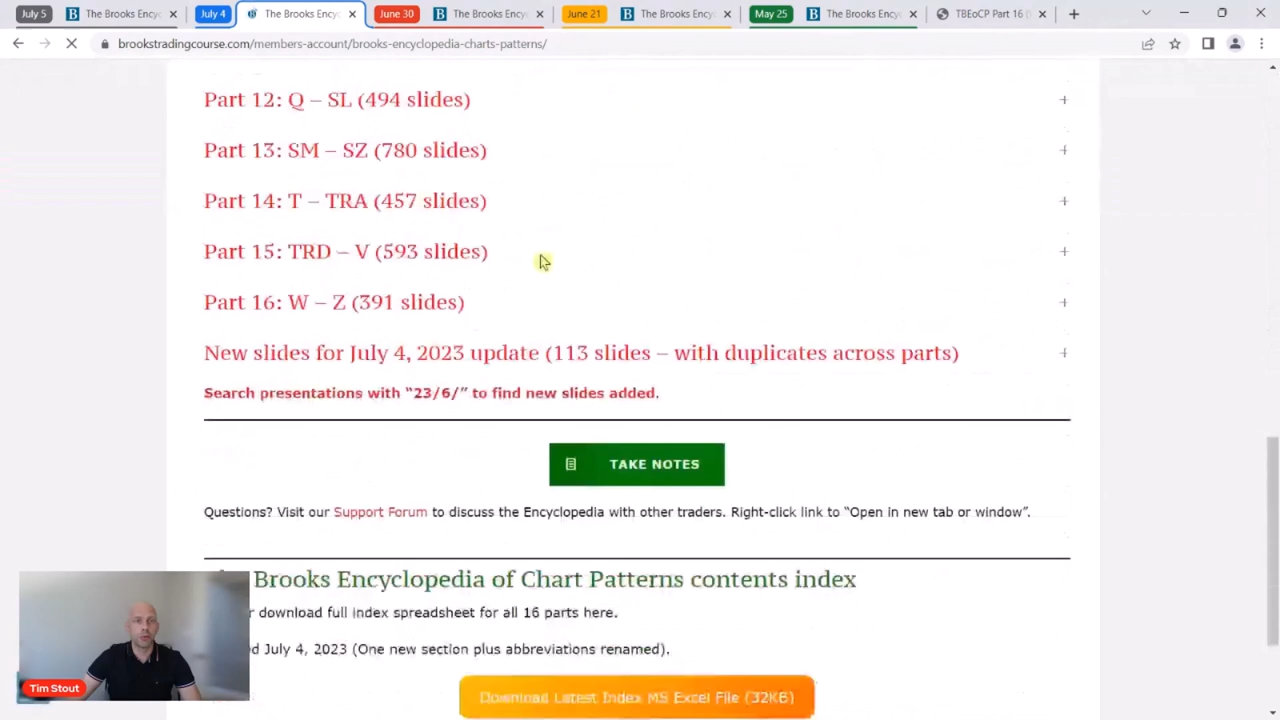 July 5
The Brooks Ency
July 4
The Brooks Ency
June 30
The Brooks Ency
June 21
The Brooks Ency
May 25
The Brooks Ency
TBEoCP Part 16
brookstradingcourse.com/members-account/brooks-encyclopedia-charts-patterns/
Part 12: Q – SL (494 slides)
Part 13: SM – SZ (780 slides)
Part 14: T – TRA (457 slides)
Part 15: TRD – V (593 slides)
Part 16: W – Z (391 slides)
New slides for July 4, 2023 update (113 slides – with duplicates across parts)
Search presentations with “23/6/” to find new slides added.
TAKE NOTES
Questions? Visit our Support Forum to discuss the Encyclopedia with other traders. Right-click link to “Open in new tab or window”.
Brooks Encyclopedia of Chart Patterns contents index
download full index spreadsheet for all 16 parts here.
July 4, 2023 (One new section plus abbreviations renamed).
Download Latest Index MS Excel File (32KB)
Tim Stout